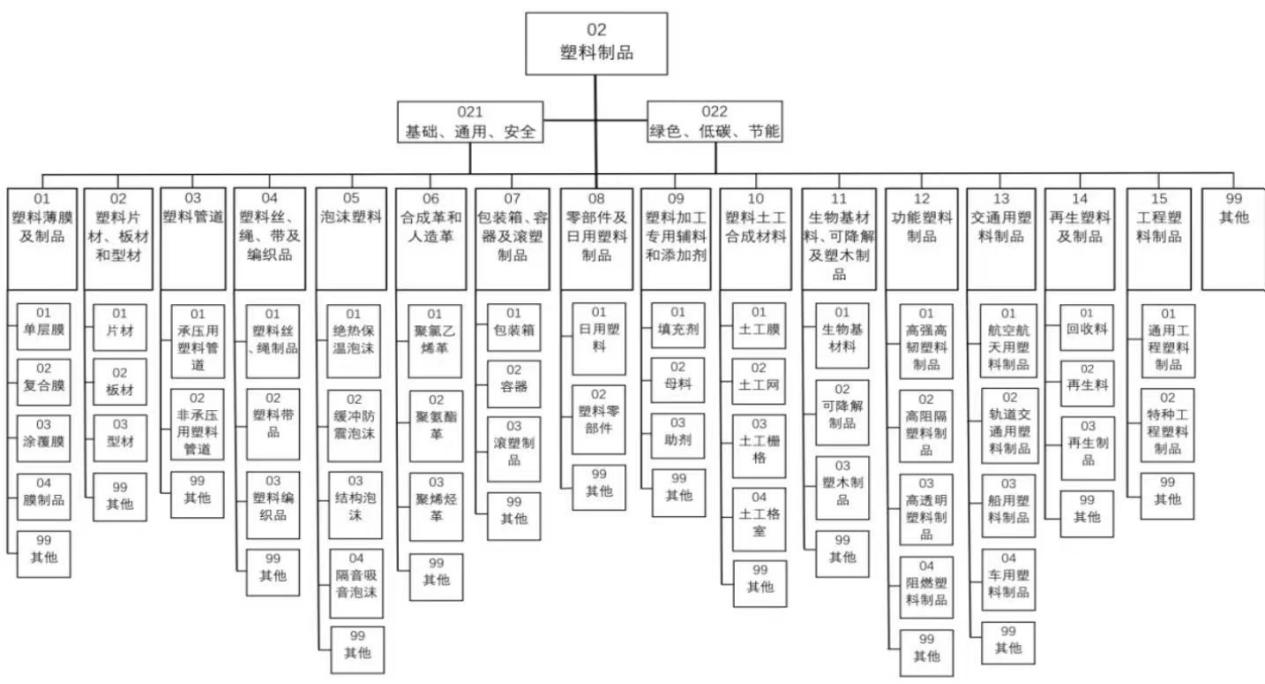 02
塑料制品
021
基础、通用、安全
022
绿色、低碳、节能
01
塑料薄膜
及制品
02
塑料片
材、板材
和型材
03
塑料管道
04
塑料丝、
绳、带及
编织品
05
泡沫塑料
06
合成革和
人造革
07
包装箱、容
器及滚塑
制品
08
零部件及
日用塑料
制品
09
塑料加工
专用辅料
和添加剂
10
塑料土工
合成材料
11
生物基材
料、可降解
及塑木制
品
12
功能塑料
制品
13
交通用塑
料制品
14
再生塑料
及制品
15
工程塑
料制品
99
其他
01
单层膜
02
复合膜
03
涂覆膜
04
膜制品
99
其他
01
片材
02
板材
03
型材
99
其他
01
承压用
塑料管
道
02
非承压
用塑料
管道
99
其他
01
塑料丝
、绳制品
02
塑料带
品
03
塑料编
织品
99
其他
01
绝热保
温泡沫
02
缓冲防
震泡沫
03
结构泡
沫
04
隔音吸
音泡沫
99
其他
01
聚氯乙
烯革
02
聚氨酯
革
03
聚烯烃
革
99
其他
01
包装箱
02
容器
03
滚塑制
品
99
其他
01
日用塑
料
02
塑料零
部件
99
其他
01
填充剂
02
母料
03
助剂
99
其他
01
土工膜
02
土工网
03
土工栅
格
04
土工格
室
99
其他
01
生物基
材料
02
可降解
制品
03
塑木制
品
99
其他
01
高强高
韧塑料
制品
02
高阻隔
塑料制
品
03
高透明
塑料制
品
04
阻燃塑
料制品
99
其他
01
航空航
天用塑
料制品
02
轨道交
通用塑
料制品
03
船用塑
料制品
04
车用塑
料制品
99
其他
01
回收料
02
再生料
03
再生制
品
99
其他
01
通用工
程塑料
制品
02
特种工
程塑料
制品
99
其他